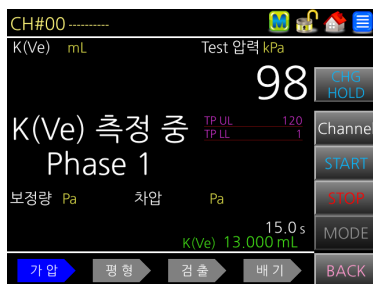 CH#00 ----------
M
K(Ve) mL Test 압력 kPa
98
CHG
HOLD
K(Ve) 측정 중
Phase 1
TP UL 120
TP LL 1
Channe
START
보정량 Pa 차압 Pa
STOP
15.0 s
K(Ve) 13.000 mL
MODE
가 압 평 형 검 출 배 기 BACK